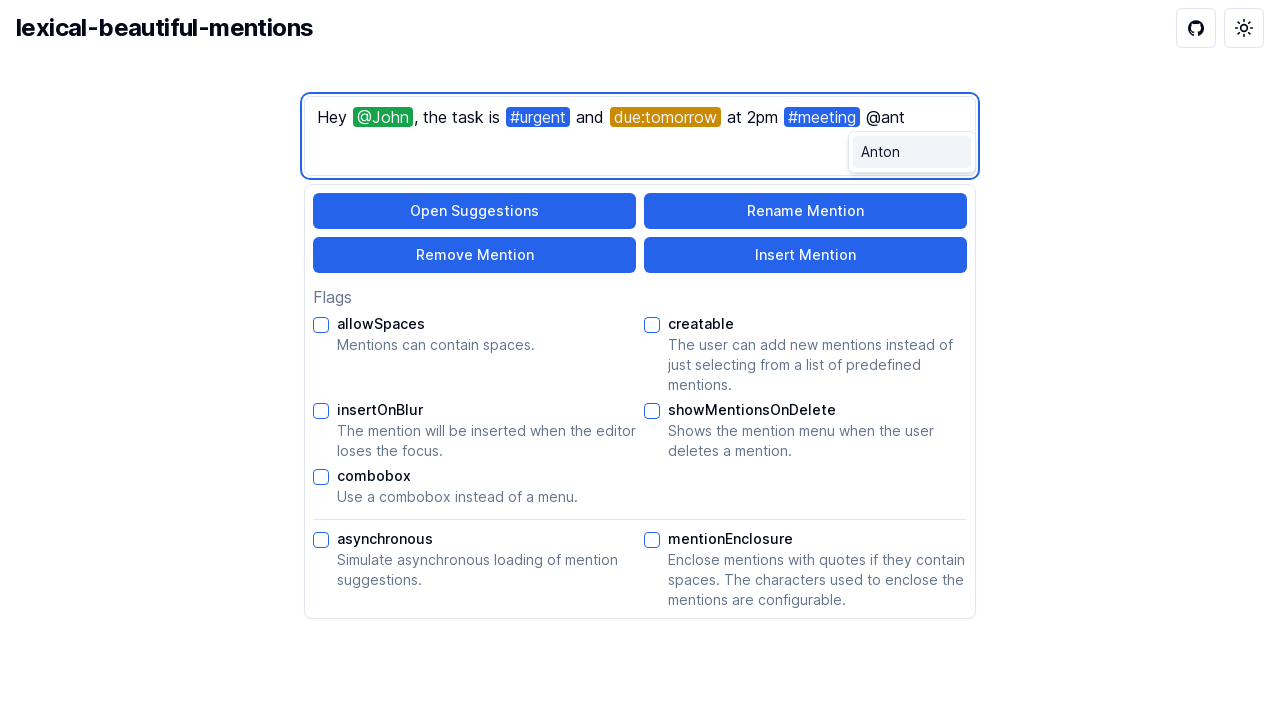 lexical-beautiful-mentions
Hey @John, the task is #urgent and due:tomorrow at 2pm #meeting @ant
Anton
Open Suggestions
Rename Mention
Remove Mention
Insert Mention
Flags
allowSpaces
Mentions can contain spaces.
creatable
The user can add new mentions instead of
just selecting from a list of predefined
mentions.
insertOnBlur
The mention will be inserted when the editor
loses the focus.
showMentionsOnDelete
Shows the mention menu when the user
deletes a mention.
combobox
Use a combobox instead of a menu.
asynchronous
Simulate asynchronous loading of mention
suggestions.
mentionEnclosure
Enclose mentions with quotes if they contain
spaces. The characters used to enclose the
mentions are configurable.